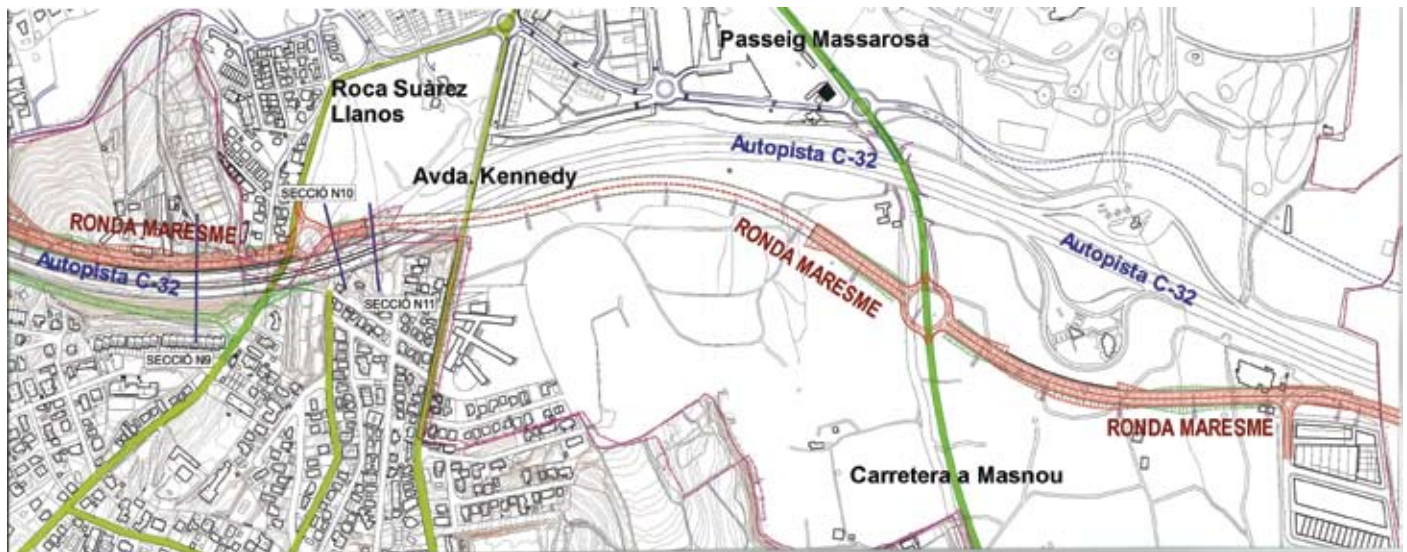 Passeig Massarosa
Roca Suàrez
Llanos
Autopista C-32
Avda. Kennedy
SECCIÓ N10
RONDA MARESME
RONDA MARESME
Autopista C-32
Autopista C-32
SECCIÓ N11
SECCIÓ N9
RONDA MARESME
Carretera a Masnou